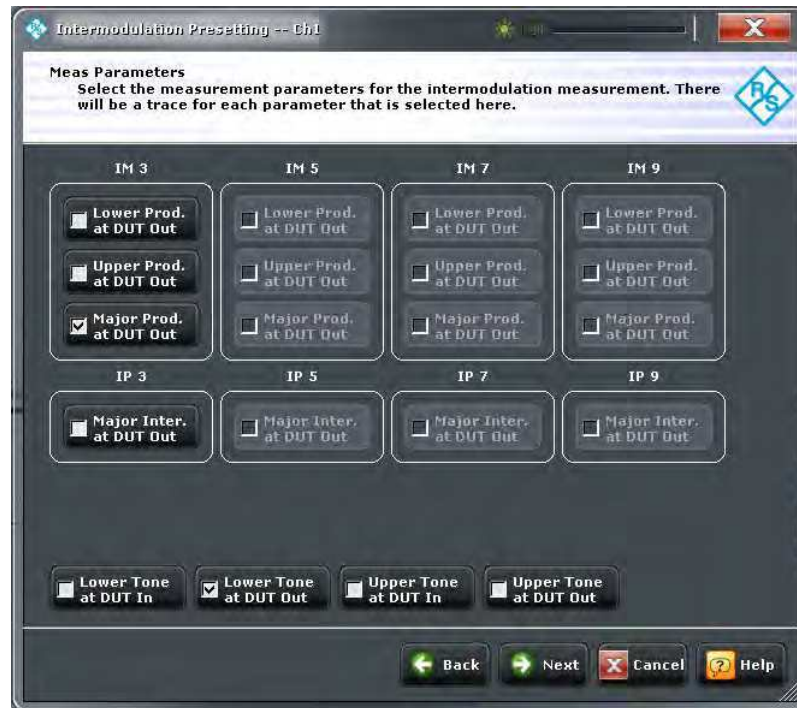 Intermodulation Presetting -- Ch1
Meas Parameters
Select the measurement parameters for the intermodulation measurement. There
will be a trace for each parameter that is selected here.
R&S
IM 3
IM 5
IM 7
IM 9
Lower Prod.
at DUT Out
Lower Prod.
at DUT Out
Lower Prod.
at DUT Out
Lower Prod.
at DUT Out
Upper Prod.
at DUT Out
Upper Prod.
at DUT Out
Upper Prod.
at DUT Out
Upper Prod.
at DUT Out
Major Prod.
at DUT Out
Major Prod.
at DUT Out
Major Prod.
at DUT Out
Major Prod.
at DUT Out
IP 3
IP 5
IP 7
IP 9
Major Inter.
at DUT Out
Major Inter.
at DUT Out
Major Inter.
at DUT Out
Major Inter.
at DUT Out
Lower Tone
at DUT In
Lower Tone
at DUT Out
Upper Tone
at DUT In
Upper Tone
at DUT Out
Back
Next
Cancel
Help